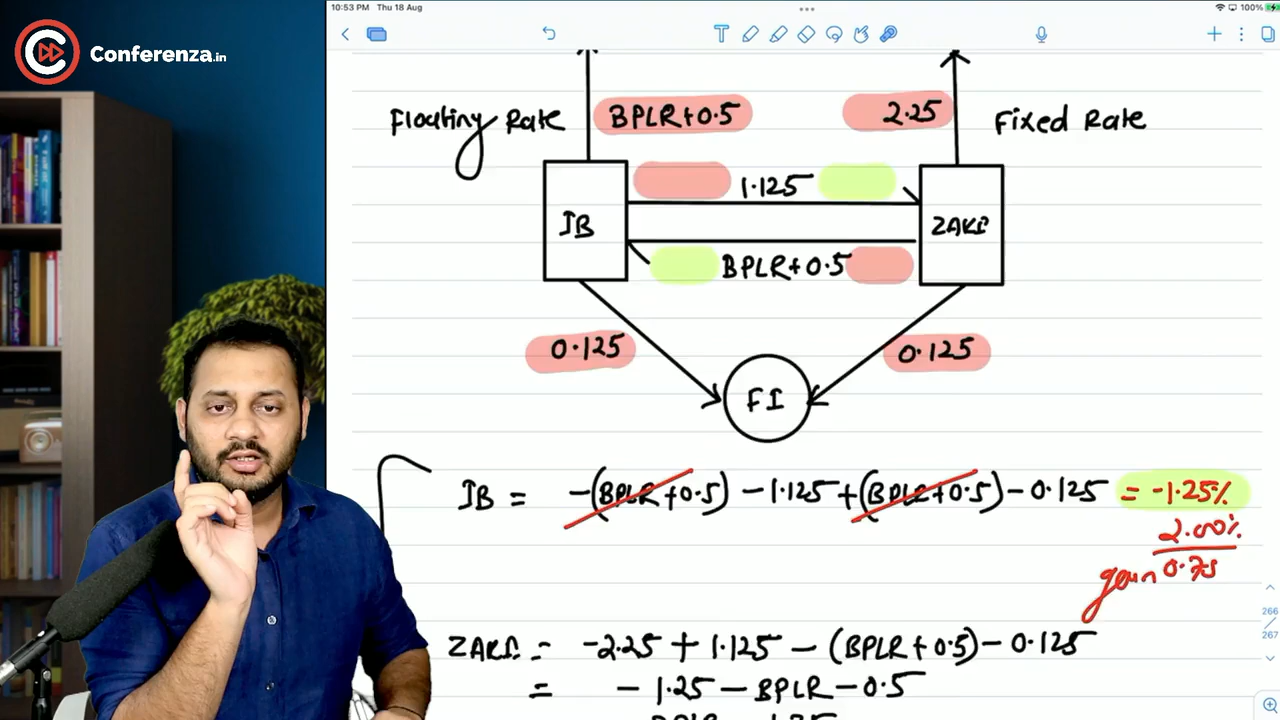 10:53 PM Thu 18 Aug
100%
Conferenza.in
Floating Rate
BPLR+0.5
2.25
Fixed Rate
1.125
IB
ZAKI
BPLR+0.5
0.125
0.125
FI
IB = -(BPLR+0.5) -1.125+(BPLR+0.5)-0.125 = -1.25%
2.00%
gain 0.75
ZAKI = -2.25 + 1.125 - (BPLR+0.5)-0.125
= - 1.25 - BPLR - 0.5
266
267